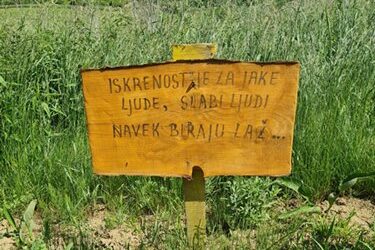 ISKRENOST JE ZA JAKE
LJUDE, SLABI LJUDI
NAVEK BIRAJU LAŽ...